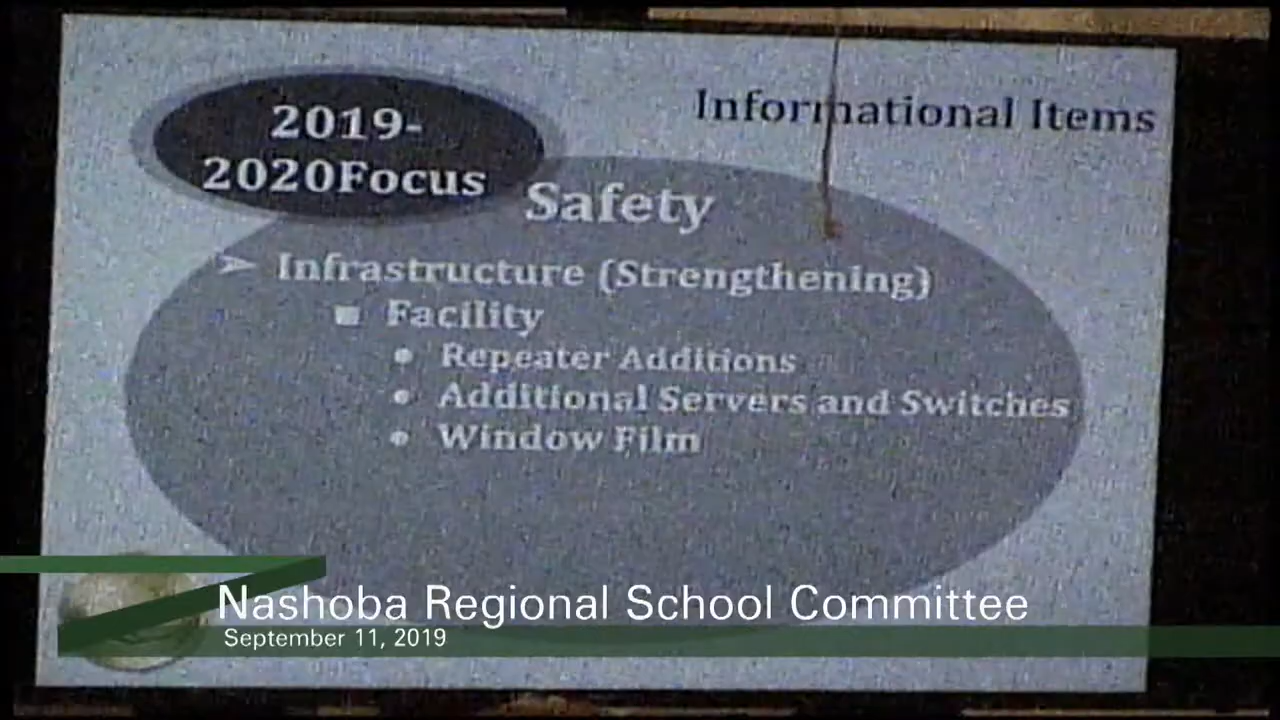 Informational Items
2019-
2020Focus
Safety
➢ Infrastructure (Strengthening)
■ Facility
• Repeater Additions
• Additional Servers and Switches
• Window Film
Nashoba Regional School Committee
September 11, 2019